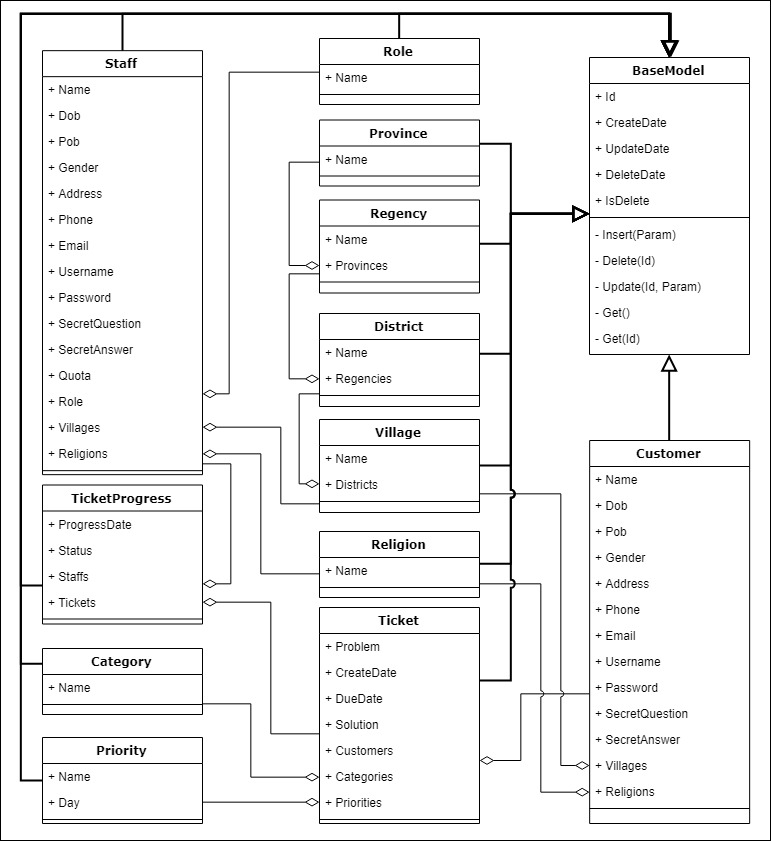 Staff
+ Name
+ Dob
+ Pob
+ Gender
+ Address
+ Phone
+ Email
+ Username
+ Password
+ SecretQuestion
+ SecretAnswer
+ Quota
+ Role
+ Villages
+ Religions
TicketProgress
+ ProgressDate
+ Status
+ Staffs
+ Tickets
Category
+ Name
Priority
+ Name
+ Day
Role
+ Name
Province
+ Name
Regency
+ Name
+ Provinces
District
+ Name
+ Regencies
Village
+ Name
+ Districts
Religion
+ Name
Ticket
+ Problem
+ CreateDate
+ DueDate
+ Solution
+ Customers
+ Categories
+ Priorities
BaseModel
+ Id
+ CreateDate
+ UpdateDate
+ DeleteDate
+ IsDelete
- Insert(Param)
- Delete(Id)
- Update(Id, Param)
- Get()
- Get(Id)
Customer
+ Name
+ Dob
+ Pob
+ Gender
+ Address
+ Phone
+ Email
+ Username
+ Password
+ SecretQuestion
+ SecretAnswer
+ Villages
+ Religions